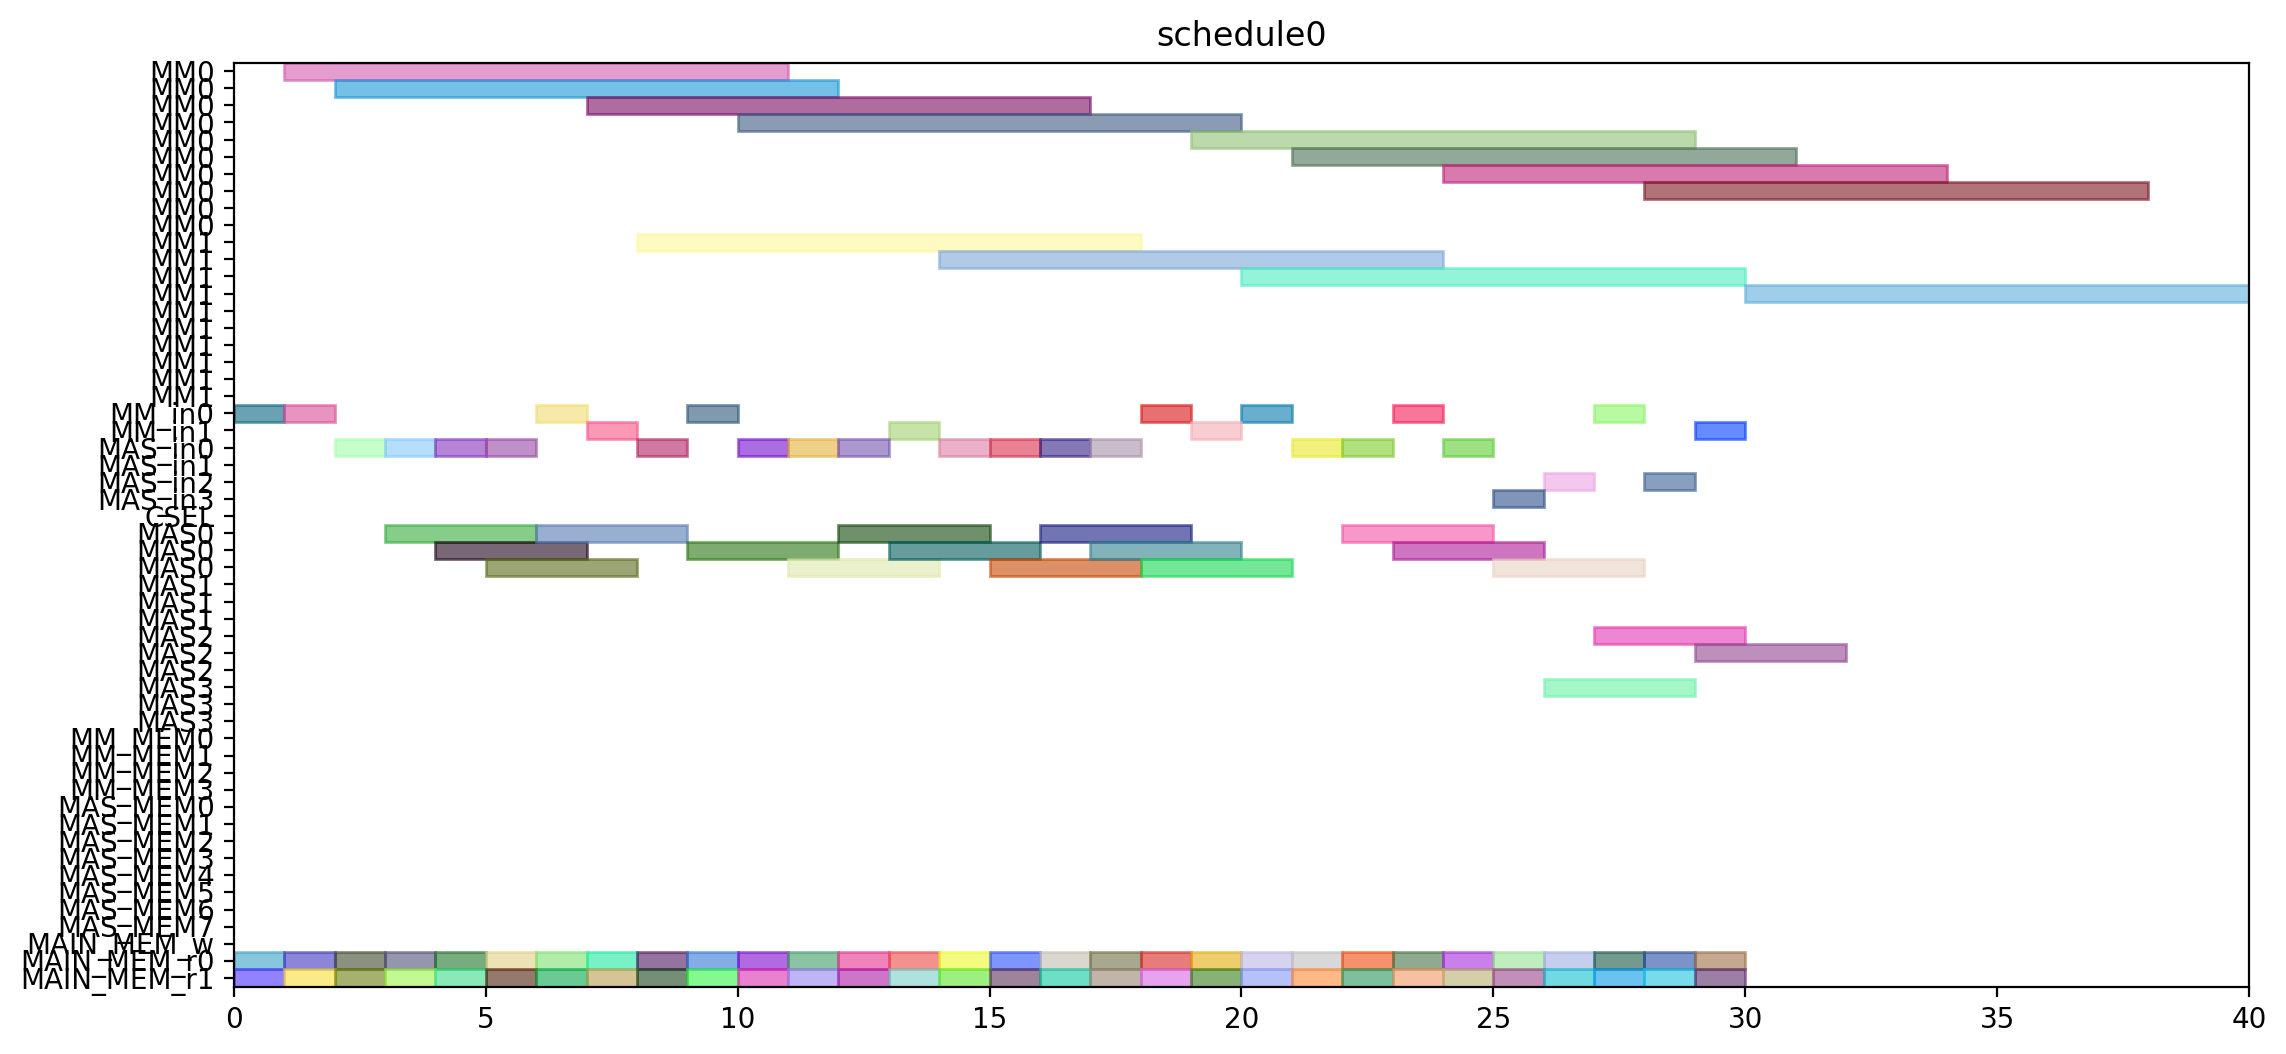 schedule0
MM0
MM0
MM0
MM0
MM0
MM0
MM0
MM0
MM0
MM0
MM1
MM1
MM1
MM1
MM1
MM1
MM1
MM1
MM1
MM1
MM_in0
MM_in1
MAS_in0
MAS_in1
MAS_in2
MAS_in3
CSEL
MAS0
MAS0
MAS0
MAS1
MAS1
MAS1
MAS2
MAS2
MAS2
MAS3
MAS3
MAS3
MM_MEM0
MM_MEM1
MM_MEM2
MM_MEM3
MAS_MEM0
MAS_MEM1
MAS_MEM2
MAS_MEM3
MAS_MEM4
MAS_MEM5
MAS_MEM6
MAS_MEM7
MAIN_MEM_w
MAIN_MEM_r0
MAIN_MEM_r1
0 5 10 15 20 25 30 35 40